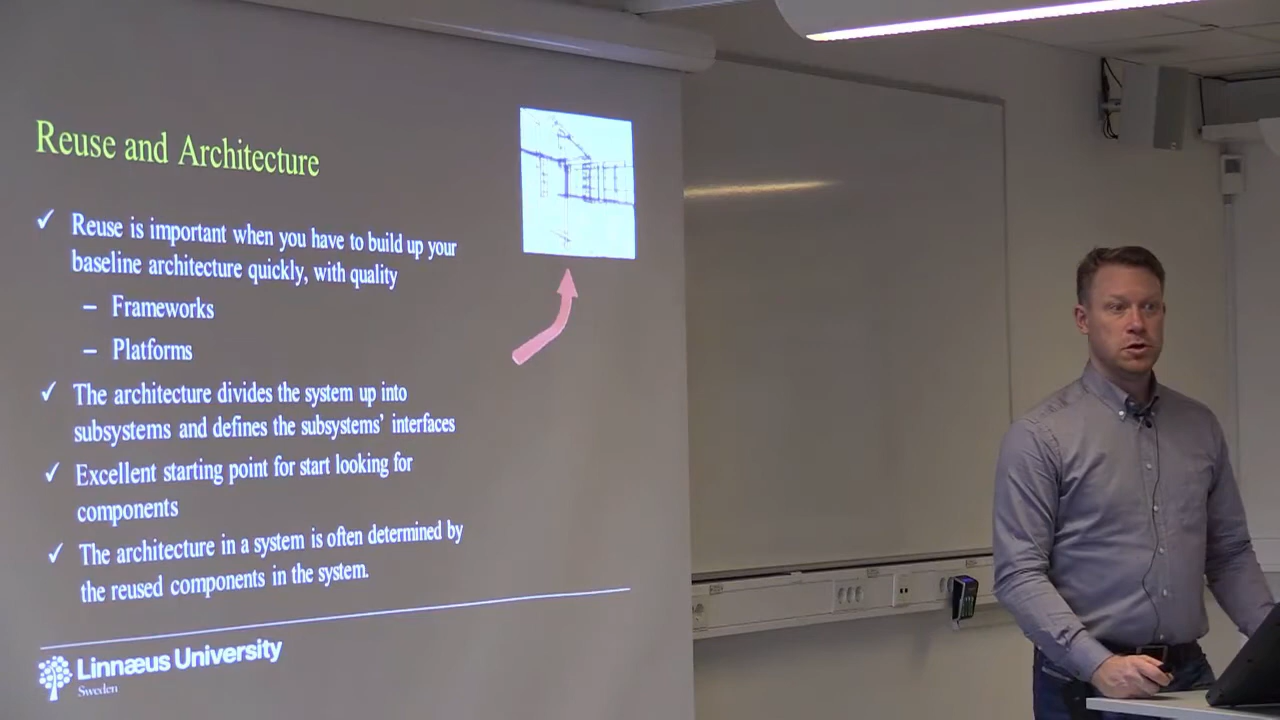 Reuse and Architecture
✓ Reuse is important when you have to build up your
baseline architecture quickly, with quality
– Frameworks
– Platforms
✓ The architecture divides the system up into
subsystems and defines the subsystems’ interfaces
✓ Excellent starting point for start looking for
components
✓ The architecture in a system is often determined by
the reused components in the system.
Linnæus University
Sweden